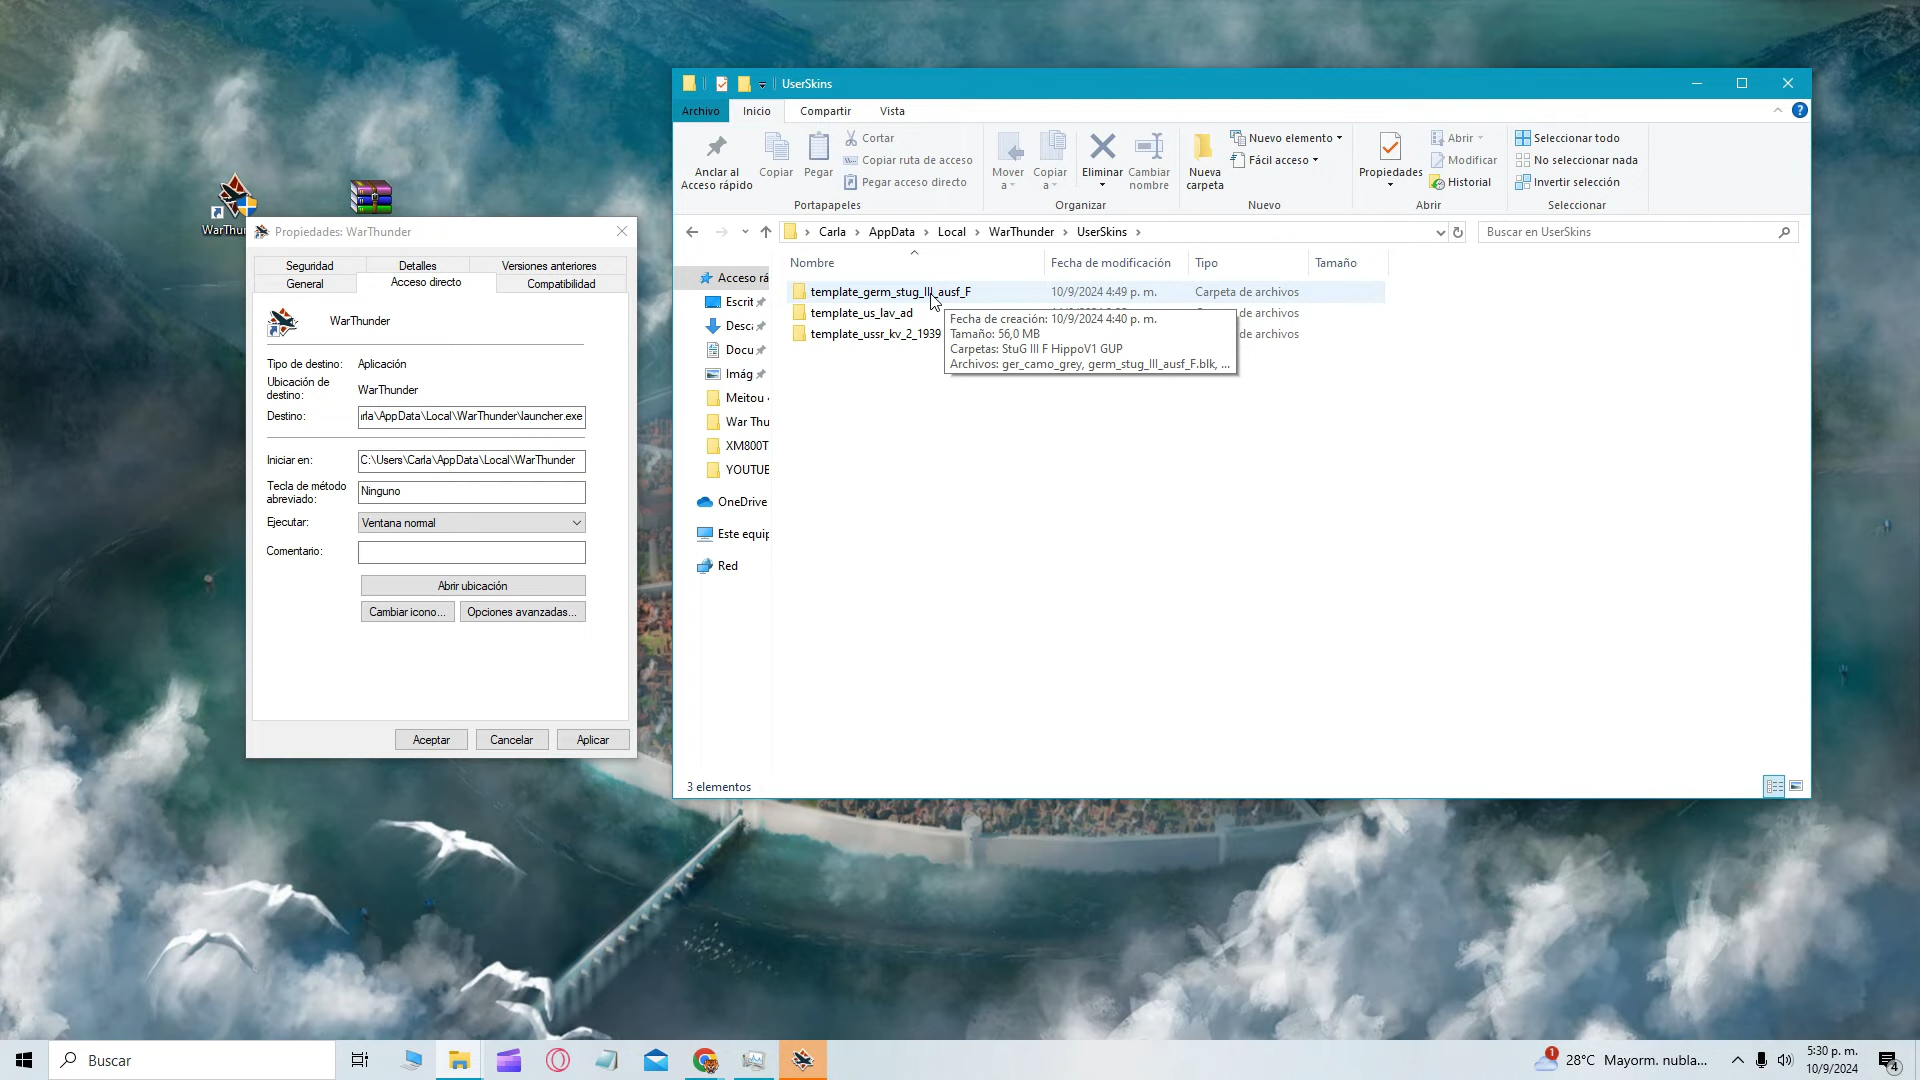 WarThun
Propiedades: WarThunder
Seguridad
Detalles
Versiones anteriores
General
Acceso directo
Compatibilidad
WarThunder
Tipo de destino:
Aplicación
Ubicación de destino:
WarThunder
Destino:
rla\AppData\Local\WarThunder\launcher.exe
Iniciar en:
C:\Users\Carla\AppData\Local\WarThunder
Tecla de método abreviado:
Ninguno
Ejecutar:
Ventana normal
Comentario:
Abrir ubicación
Cambiar icono...
Opciones avanzadas...
Aceptar
Cancelar
Aplicar
UserSkins
Archivo
Inicio
Compartir
Vista
Anclar al Acceso rápido
Copiar
Pegar
Cortar
Copiar ruta de acceso
Pegar acceso directo
Portapapeles
Mover a
Copiar a
Eliminar
Cambiar nombre
Organizar
Nueva carpeta
Nuevo elemento
Fácil acceso
Nuevo
Propiedades
Abrir
Modificar
Historial
Abrir
Seleccionar todo
No seleccionar nada
Invertir selección
Seleccionar
Carla > AppData > Local > WarThunder > UserSkins >
Buscar en UserSkins
Nombre
Fecha de modificación
Tipo
Tamaño
Acceso rá
Escrit
Desca
Docu
Imág
Meitou
War Thu
XM800T
YOUTUBE
OneDrive
Este equip
Red
template_germ_stug_III_ausf_F
10/9/2024 4:49 p. m.
Carpeta de archivos
template_us_lav_ad
de archivos
template_ussr_kv_2_1939
de archivos
Fecha de creación: 10/9/2024 4:40 p. m.
Tamaño: 56,0 MB
Carpetas: StuG III F HippoV1 GUP
Archivos: ger_camo_grey, germ_stug_III_ausf_F.blk, ...
3 elementos
Buscar
1
28°C Mayorm. nubla...
5:30 p. m.
10/9/2024
4